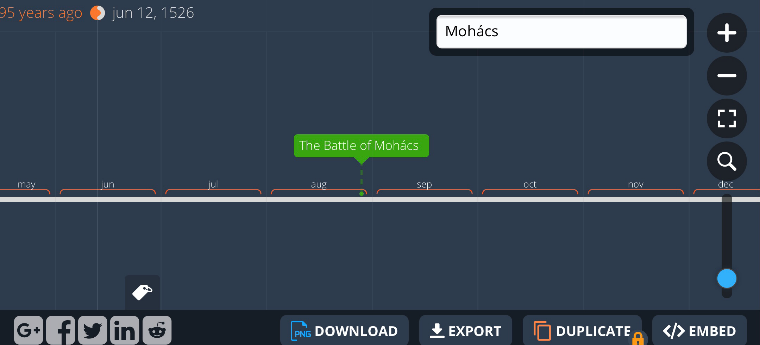 95 years ago jun 12, 1526
Mohács
The Battle of Mohács
may jun jul aug sep oct nov dec
PNG DOWNLOAD EXPORT DUPLICATE EMBED